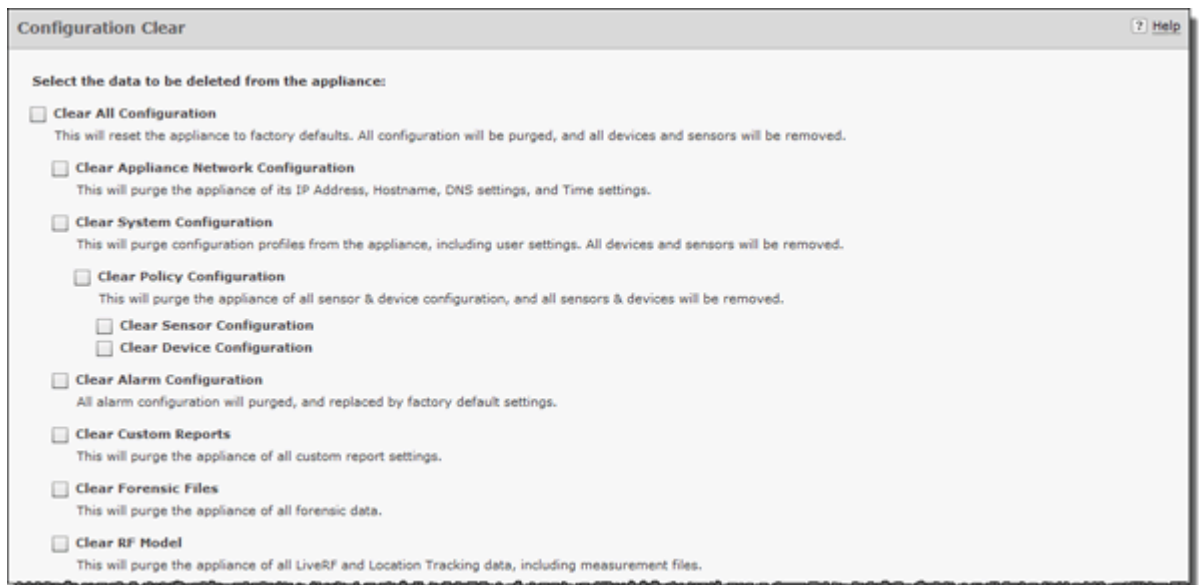 Configuration Clear
? Help
Select the data to be deleted from the appliance:
Clear All Configuration
This will reset the appliance to factory defaults. All configuration will be purged, and all devices and sensors will be removed.
Clear Appliance Network Configuration
This will purge the appliance of its IP Address, Hostname, DNS settings, and Time settings.
Clear System Configuration
This will purge configuration profiles from the appliance, including user settings. All devices and sensors will be removed.
Clear Policy Configuration
This will purge the appliance of all sensor & device configuration, and all sensors & devices will be removed.
Clear Sensor Configuration
Clear Device Configuration
Clear Alarm Configuration
All alarm configuration will purged, and replaced by factory default settings.
Clear Custom Reports
This will purge the appliance of all custom report settings.
Clear Forensic Files
This will purge the appliance of all forensic data.
Clear RF Model
This will purge the appliance of all LiveRF and Location Tracking data, including measurement files.